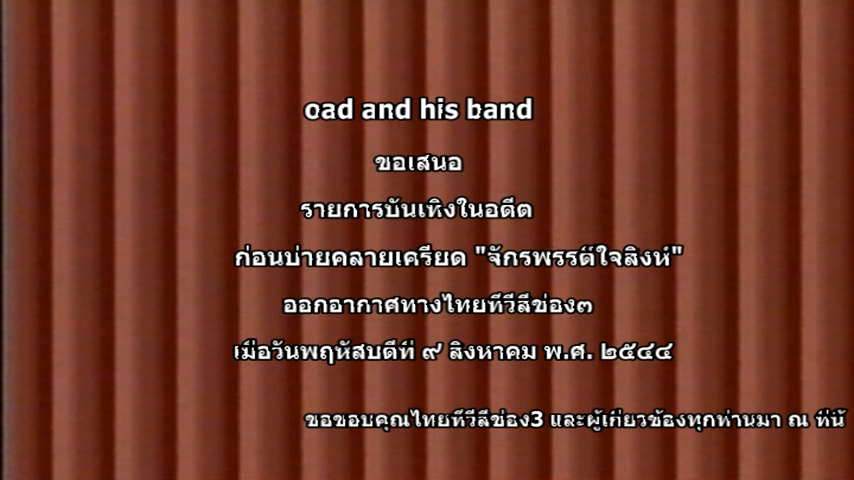 oad and his band
ขอเสนอ
รายการบันเทิงในอดีต
ก่อนบ่ายคลายเครียด "จักรพรรดิ์ใจสิงห์"
ออกอากาศทางไทยทีวีสีช่อง๓
เมื่อวันพฤหัสบดีที่ ๙ สิงหาคม พ.ศ. ๒๕๔๔
ขอขอบคุณไทยทีวีสีช่อง3 และผู้เกี่ยวข้องทุกท่านมา ณ ที่นี้